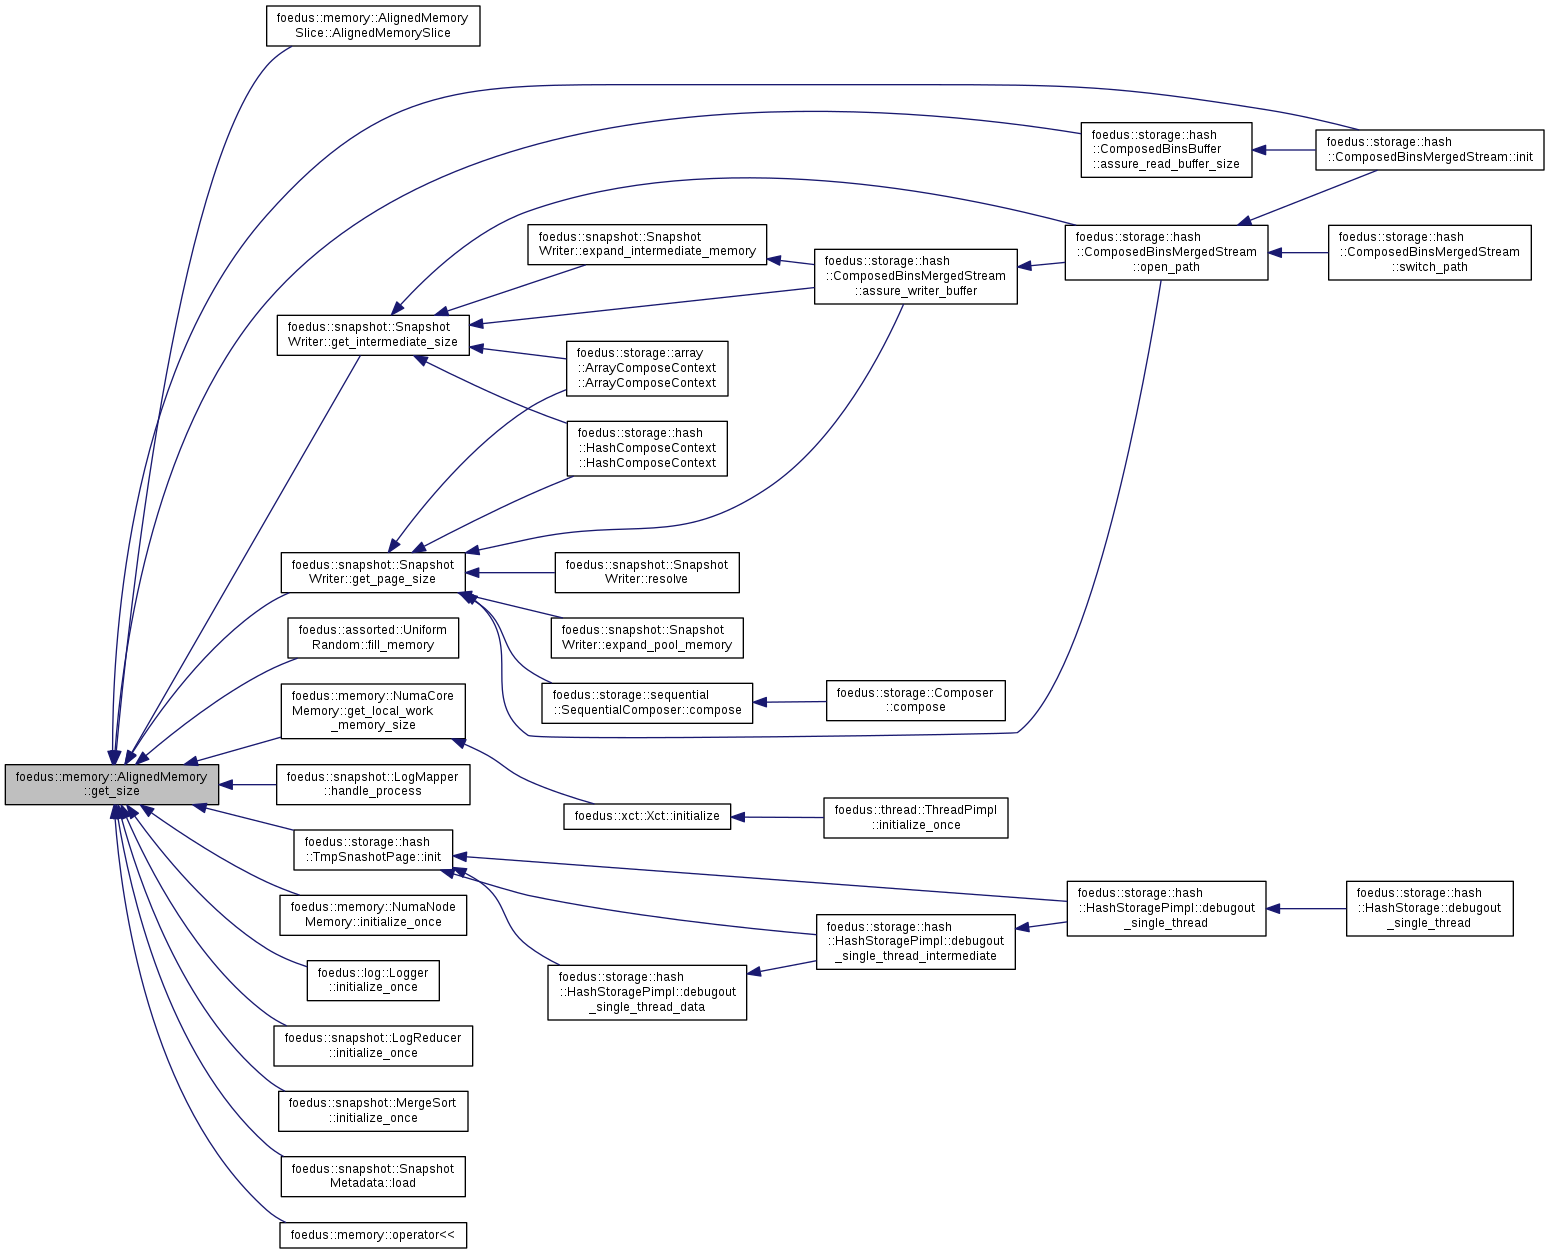 foedus::memory::AlignedMemory
Slice::AlignedMemorySlice
foedus::storage::hash
::ComposedBinsBuffer
::assure_read_buffer_size
foedus::storage::hash
::ComposedBinsMergedStream::init
foedus::snapshot::Snapshot
Writer::expand_intermediate_memory
foedus::storage::hash
::ComposedBinsMergedStream
::assure_writer_buffer
foedus::storage::hash
::ComposedBinsMergedStream
::open_path
foedus::storage::hash
::ComposedBinsMergedStream
::switch_path
foedus::snapshot::Snapshot
Writer::get_intermediate_size
foedus::storage::array
::ArrayComposeContext
::ArrayComposeContext
foedus::storage::hash
::HashComposeContext
::HashComposeContext
foedus::snapshot::Snapshot
Writer::get_page_size
foedus::snapshot::Snapshot
Writer::resolve
foedus::assorted::Uniform
Random::fill_memory
foedus::snapshot::Snapshot
Writer::expand_pool_memory
foedus::memory::NumaCore
Memory::get_local_work
_memory_size
foedus::storage::sequential
::SequentialComposer::compose
foedus::storage::Composer
::compose
foedus::memory::AlignedMemory
::get_size
foedus::snapshot::LogMapper
::handle_process
foedus::xct::Xct::initialize
foedus::thread::ThreadPimpl
::initialize_once
foedus::storage::hash
::TmpSnashotPage::init
foedus::memory::NumaNode
Memory::initialize_once
foedus::storage::hash
::HashStoragePimpl::debugout
_single_thread_intermediate
foedus::storage::hash
::HashStoragePimpl::debugout
_single_thread
foedus::storage::hash
::HashStorage::debugout
_single_thread
foedus::log::Logger
::initialize_once
foedus::storage::hash
::HashStoragePimpl::debugout
_single_thread_data
foedus::snapshot::LogReducer
::initialize_once
foedus::snapshot::MergeSort
::initialize_once
foedus::snapshot::Snapshot
Metadata::load
foedus::memory::operator<<